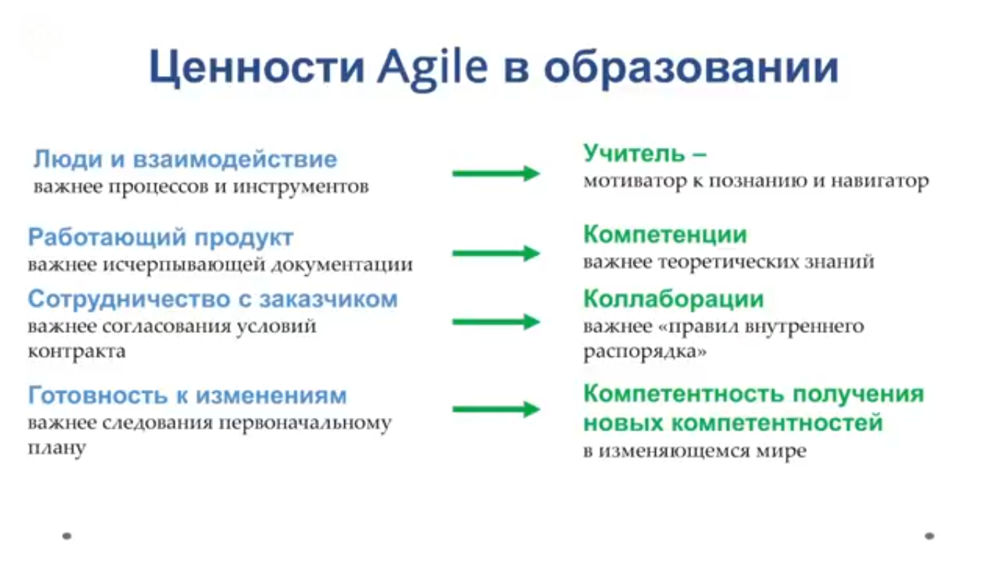 Ценности Agile в образовании
Люди и взаимодействие
важнее процессов и инструментов
Учитель –
мотиватор к познанию и навигатор
Работающий продукт
важнее исчерпывающей документации
Компетенции
важнее теоретических знаний
Сотрудничество с заказчиком
важнее согласования условий
контракта
Коллаборации
важнее «правил внутреннего
распорядка»
Готовность к изменениям
важнее следования первоначальному
плану
Компетентность получения
новых компетентностей
в изменяющемся мире